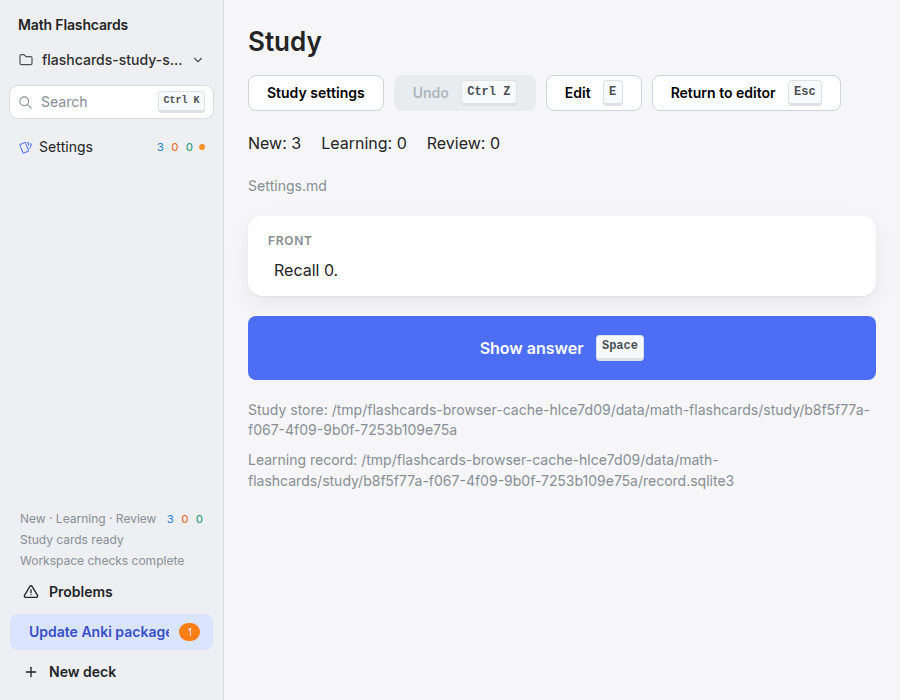 Math Flashcards
flashcards-study-s...
Search Ctrl K
Settings 3 0 0
New · Learning · Review 3 0 0
Study cards ready
Workspace checks complete
Problems
Update Anki package 1
New deck
Study
Study settings Undo Ctrl Z Edit E Return to editor Esc
New: 3 Learning: 0 Review: 0
Settings.md
FRONT
Recall 0.
Show answer Space
Study store: /tmp/flashcards-browser-cache-hlce7d09/data/math-flashcards/study/b8f5f77a-
f067-4f09-9b0f-7253b109e75a
Learning record: /tmp/flashcards-browser-cache-hlce7d09/data/math-
flashcards/study/b8f5f77a-f067-4f09-9b0f-7253b109e75a/record.sqlite3